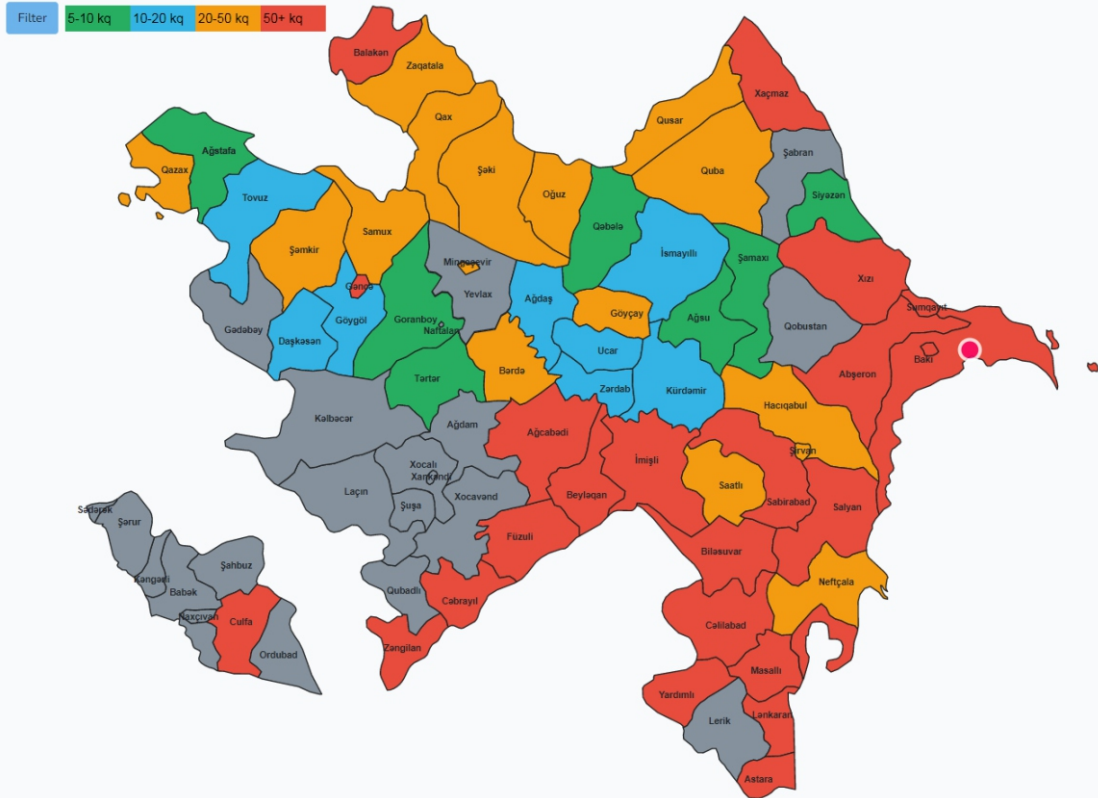 Filter 5-10 kq 10-20 kq 20-50 kq 50+ kq
Balakən
Zaqatala
Xaçmaz
Qax
Qusar
Ağstafa
Şabran
Qazax
Şəki
Quba
Oğuz
Siyəzən
Tovuz
Qəbələ
Samux
Şəmkir
İsmayıllı
Şamaxı
Mingəçevir
Xızı
Gəncə
Yevlax
Ağdaş
Sumqayıt
Göyçay
Goranboy
Göygöl
Ağsu
Qobustan
Gədəbəy
Naftalan
Daşkəsən
Ucar
Bakı
Bərdə
Abşeron
Tərtər
Zərdab
Kürdəmir
Hacıqabul
Kəlbəcər
Ağdam
Ağcabədi
Şirvan
İmişli
Xocalı
Xankəndi
Saatlı
Laçın
Xocavənd
Beyləqan
Sabirabad
Salyan
Şuşa
Sədərək
Şərur
Füzuli
Biləsuvar
Şahbuz
Kəngərli
Neftçala
Babək
Qubadlı
Cəbrayıl
Naxçıvan
Culfa
Cəlilabad
Zəngilan
Ordubad
Masallı
Yardımlı
Lənkaran
Lerik
Astara